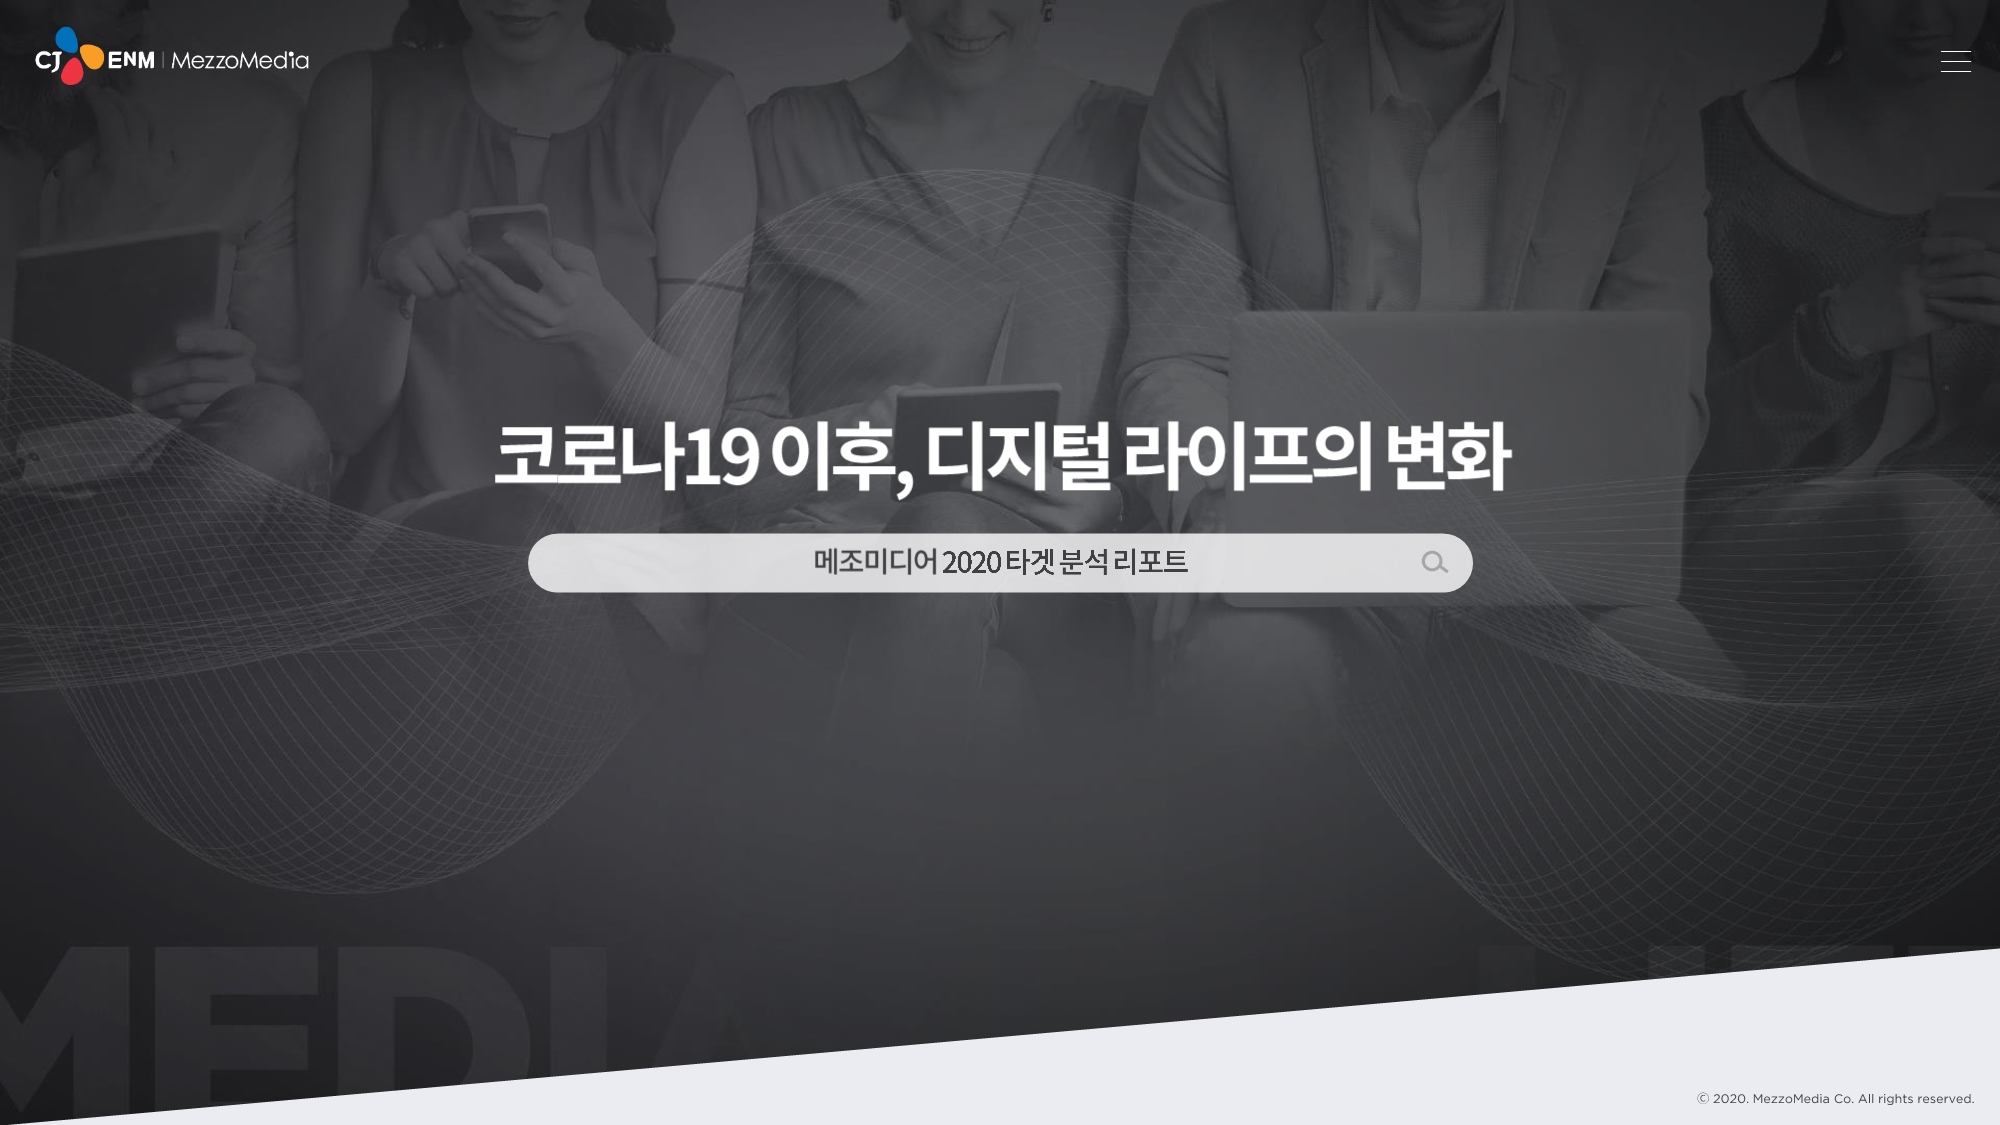 CJ ENM | MezzoMedia
코로나19 이후, 디지털 라이프의 변화
메조미디어 2020 타겟 분석 리포트
MEDIA
© 2020. MezzoMedia Co. All rights reserved.